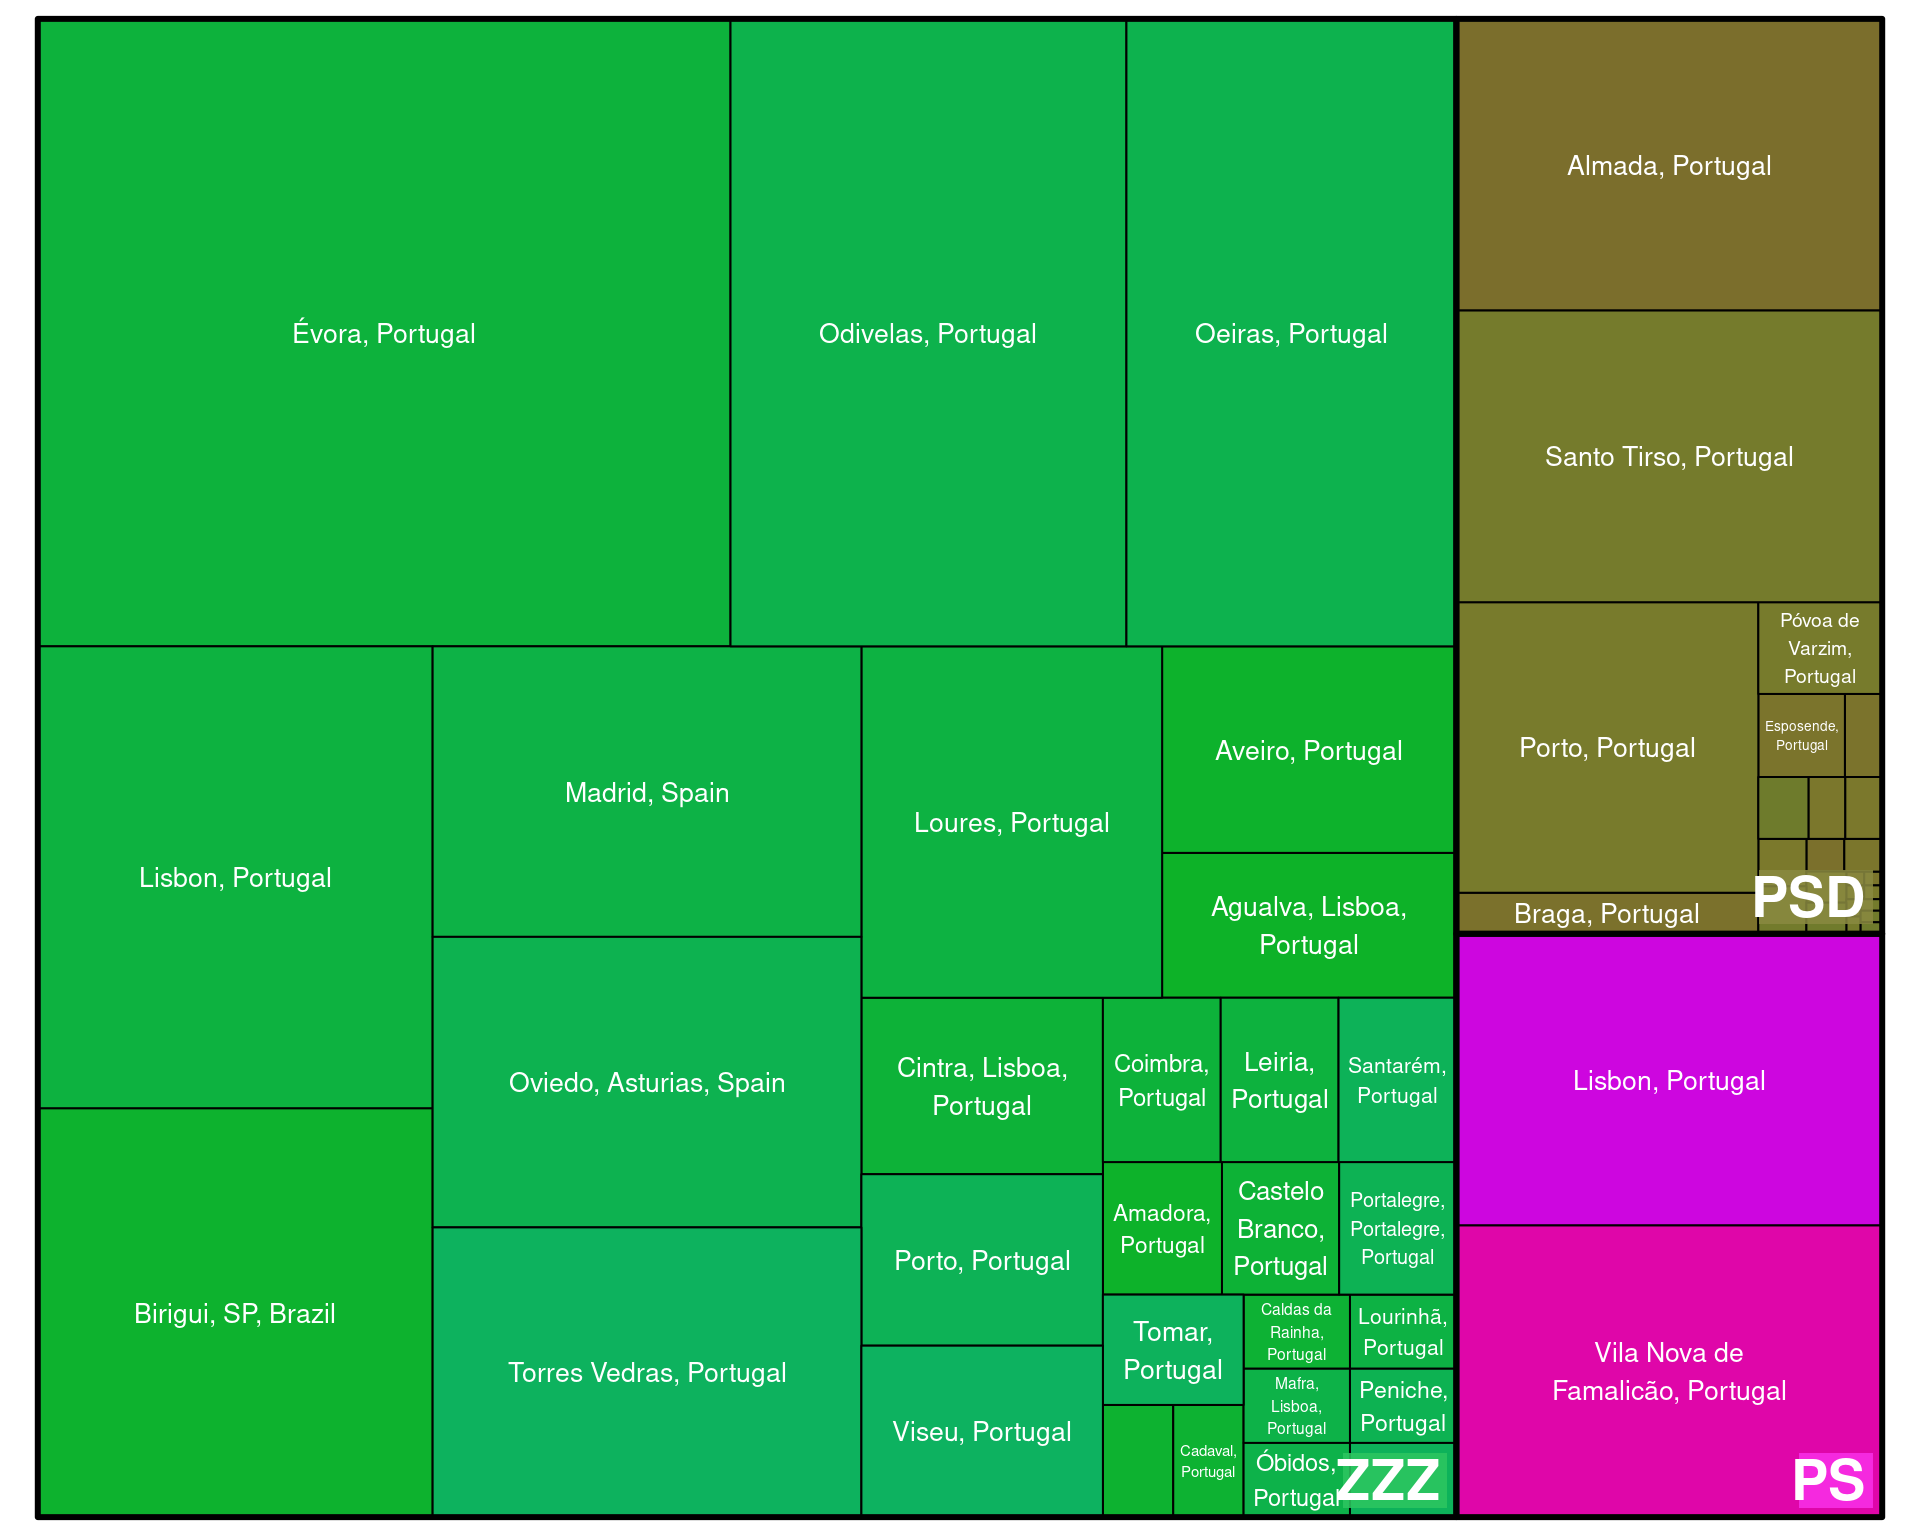 Évora, Portugal
Odivelas, Portugal
Oeiras, Portugal
Lisbon, Portugal
Birigui, SP, Brazil
Madrid, Spain
Oviedo, Asturias, Spain
Torres Vedras, Portugal
Loures, Portugal
Aveiro, Portugal
Agualva, Lisboa,
Portugal
Cintra, Lisboa,
Portugal
Porto, Portugal
Viseu, Portugal
Coimbra,
Portugal
Leiria,
Portugal
Santarém,
Portugal
Amadora,
Portugal
Castelo
Branco,
Portugal
Portalegre,
Portalegre,
Portugal
Tomar,
Portugal
Cadaval,
Portugal
Caldas da
Rainha,
Portugal
Lourinhã,
Portugal
Mafra,
Lisboa,
Portugal
Peniche,
Portugal
Óbidos,
Portugal
ZZZ
Almada, Portugal
Santo Tirso, Portugal
Porto, Portugal
Póvoa de
Varzim,
Portugal
Esposende,
Portugal
Braga, Portugal
PSD
Lisbon, Portugal
Vila Nova de
Famalicão, Portugal
PS